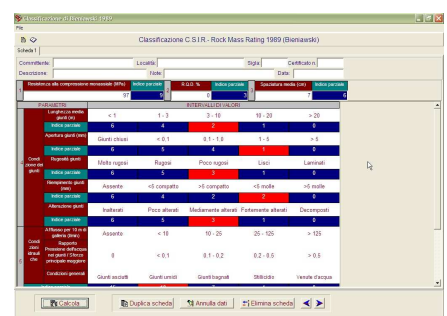 Classificazione di Bieniawski 1989
File
Classificazione C.S.I.R - Rock Mass Rating 1989 (Bieniawski)
Scheda 1
Committente: Località: Sigla: Certificato n.
Descrizione: Note: Data:
1 Resistenza alla compressione monoassiale (MPa) Indice parziale 2 R.Q.D. % Indice parziale Spaziatura media (cm) Indice parziale
97 9 0 3 7 6
PARAMETRI INTERVALLI DI VALORI
Lunghezza media giunti (m) < 1 1 - 3 3 - 10 10 - 20 > 20
Indice parziale 6 4 2 1 0
Apertura giunti (mm) Giunti chiusi < 0.1 0.1 - 1.0 1 - 5 > 5
Indice parziale 6 5 4 1 0
4 Condizione dei giunti
Rugosità giunti Molto rugosi Rugosi Poco rugosi Lisci Laminati
Indice parziale 6 5 3 1 0
Riempimento giunti (mm) Assente <5 compatto >5 compatto <5 molle >5 molle
Indice parziale 6 4 2 2 0
Alterazione giunti Inalterati Poco alterati Mediamente alterati Fortemente alterati Decomposti
Indice parziale 6 5 3 1 0
5 Condizioni idrauliche
Afflusso per 10 m di galleria (l/min) Assente < 10 10 - 25 25 - 125 > 125
Rapporto Pressione dell'acqua nei giunti / Sforzo principale maggiore 0 < 0.1 0.1 - 0.2 0.2 - 0.5 > 0.5
Condizioni generali Giunti asciutti Giunti umidi Giunti bagnati Stillicidio Venute d'acqua
Calcola Duplica scheda Annulla dati Elimina scheda